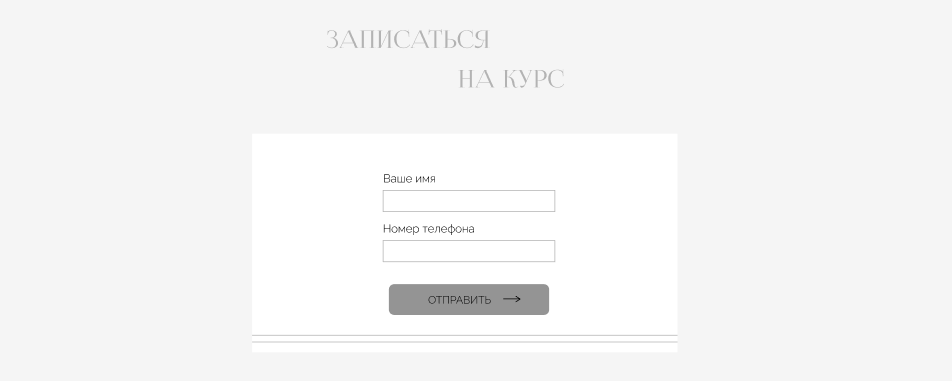 ЗАПИСАТЬСЯ
НА КУРС
Ваше имя
Номер телефона
ОТПРАВИТЬ